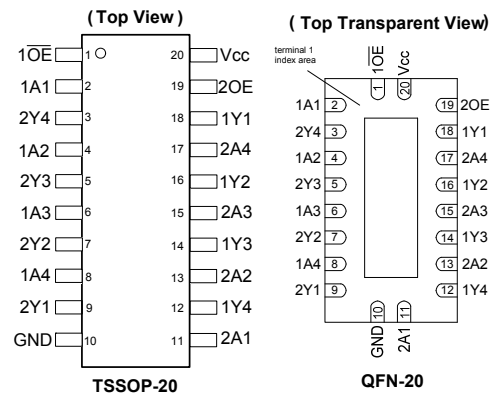 (Top View)
1O̅E̅ 1 20 Vcc
1A1 2 19 2OE
2Y4 3 18 1Y1
1A2 4 17 2A4
2Y3 5 16 1Y2
1A3 6 15 2A3
2Y2 7 14 1Y3
1A4 8 13 2A2
2Y1 9 12 1Y4
GND 10 11 2A1
TSSOP-20
( Top Transparent View)
terminal 1
index area
1O̅E̅ Vcc
1 20
1A1 2 19 2OE
2Y4 3 18 1Y1
1A2 4 17 2A4
2Y3 5 16 1Y2
1A3 6 15 2A3
2Y2 7 14 1Y3
1A4 8 13 2A2
2Y1 9 12 1Y4
10 11
GND 2A1
QFN-20